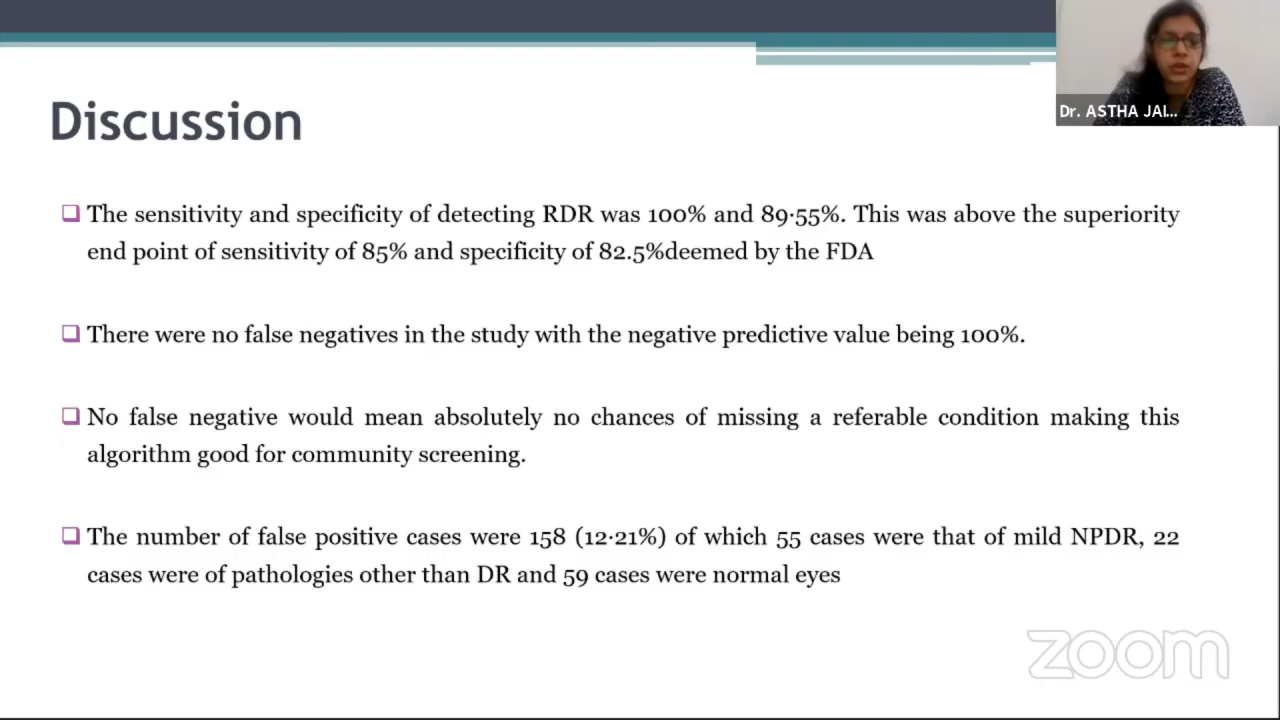 Dr. ASTHA JAI...
Discussion
The sensitivity and specificity of detecting RDR was 100% and 89·55%. This was above the superiority
end point of sensitivity of 85% and specificity of 82.5%deemed by the FDA
There were no false negatives in the study with the negative predictive value being 100%.
No false negative would mean absolutely no chances of missing a referable condition making this
algorithm good for community screening.
The number of false positive cases were 158 (12·21%) of which 55 cases were that of mild NPDR, 22
cases were of pathologies other than DR and 59 cases were normal eyes
zoom